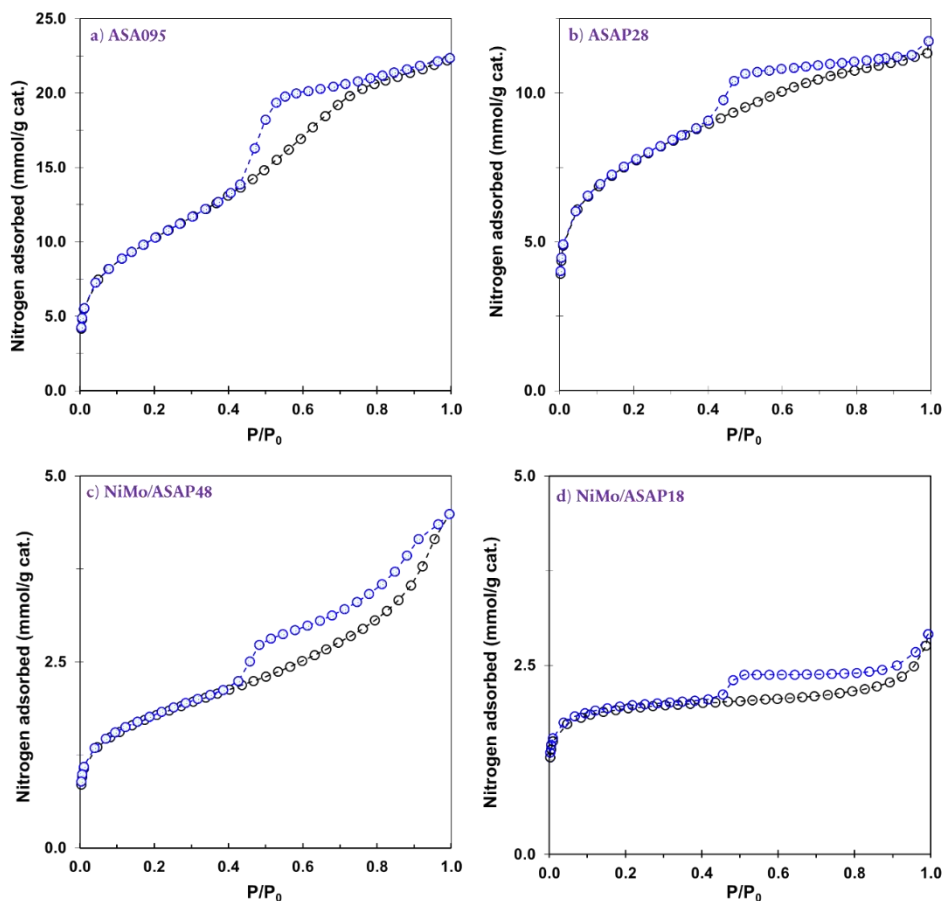 a) ASA095
Nitrogen adsorbed (mmol/g cat.)
25.0
20.0
15.0
10.0
5.0
0.0
0.0 0.2 0.4 0.6 0.8 1.0
P/P0
b) ASAP28
Nitrogen adsorbed (mmol/g cat.)
10.0
5.0
0.0
0.0 0.2 0.4 0.6 0.8 1.0
P/P0
c) NiMo/ASAP48
Nitrogen adsorbed (mmol/g cat.)
5.0
2.5
0.0
0.0 0.2 0.4 0.6 0.8 1.0
P/P0
d) NiMo/ASAP18
Nitrogen adsorbed (mmol/g cat.)
5.0
2.5
0.0
0.0 0.2 0.4 0.6 0.8 1.0
P/P0